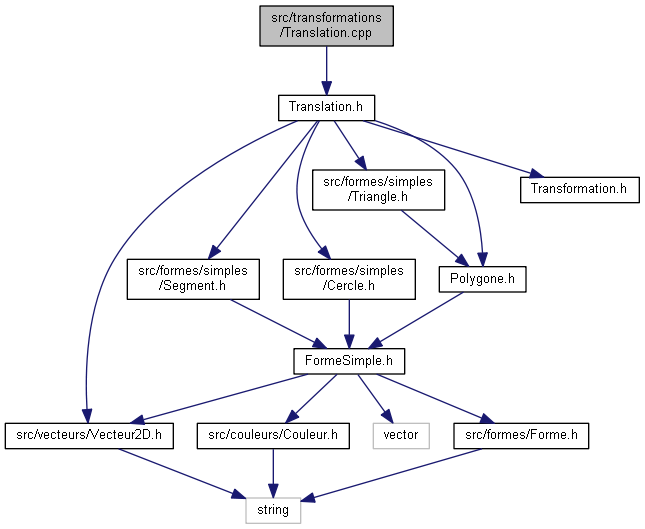 src/transformations
/Translation.cpp
Translation.h
src/formes/simples
/Triangle.h
Transformation.h
src/formes/simples
/Segment.h
src/formes/simples
/Cercle.h
Polygone.h
FormeSimple.h
src/vecteurs/Vecteur2D.h
src/couleurs/Couleur.h
vector
src/formes/Forme.h
string